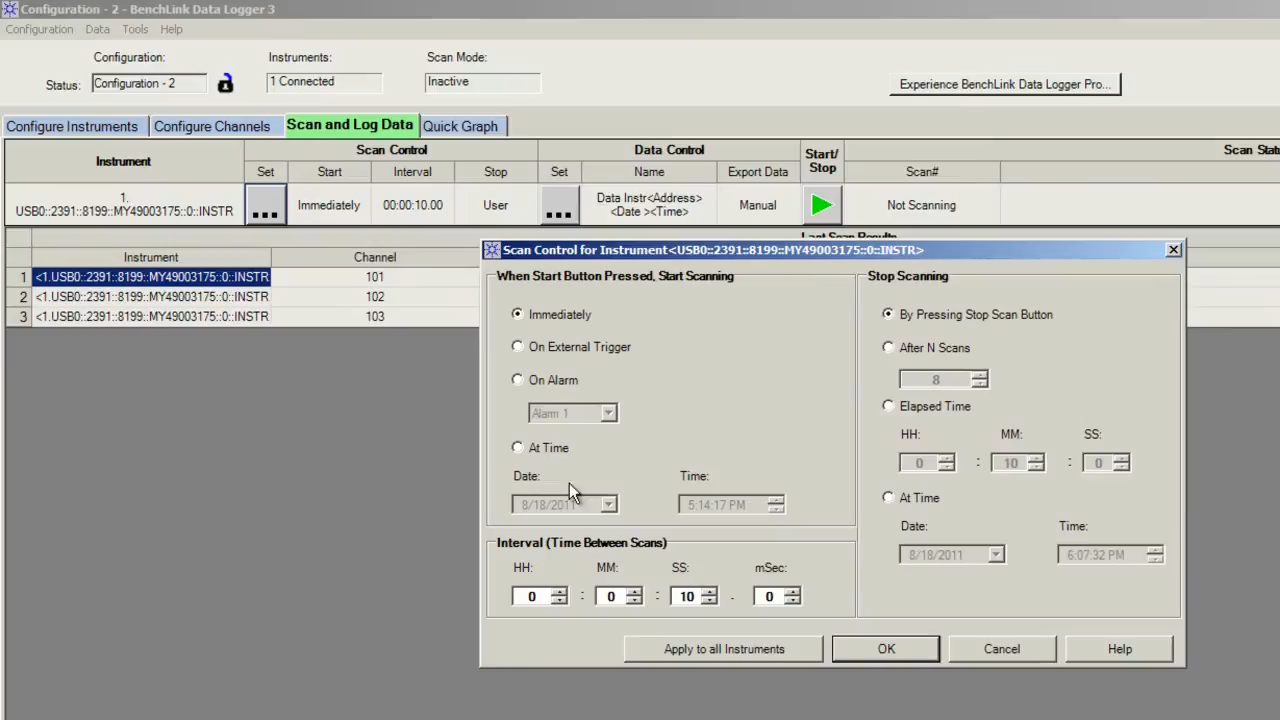 Configuration - 2 - BenchLink Data Logger 3
Configuration Data Tools Help
Configuration: Instruments: Scan Mode:
Status: Configuration - 2 1 Connected Inactive Experience BenchLink Data Logger Pro...
Configure Instruments Configure Channels Scan and Log Data Quick Graph
Instrument Scan Control Data Control Start/Stop Scan Statu
Set Start Interval Stop Set Name Export Data Scan#
1. USB0::2391::8199::MY49003175::0::INSTR ... Immediately 00:00:10.00 User ... Data Instr<Address><Date ><Time> Manual Not Scanning
Last Scan Results
Instrument Channel
1 <1.USB0::2391::8199::MY49003175::0::INSTR 101
2 <1.USB0::2391::8199::MY49003175::0::INSTR 102
3 <1.USB0::2391::8199::MY49003175::0::INSTR 103
Scan Control for Instrument<USB0::2391::8199::MY49003175::0::INSTR>
When Start Button Pressed, Start Scanning
Immediately
On External Trigger
On Alarm
Alarm 1
At Time
Date: Time:
8/18/2011 5:14:17 PM
Interval (Time Between Scans)
HH: MM: SS: mSec:
0 : 0 : 10 . 0
Stop Scanning
By Pressing Stop Scan Button
After N Scans
8
Elapsed Time
HH: MM: SS:
0 : 10 : 0
At Time
Date: Time:
8/18/2011 6:07:32 PM
Apply to all Instruments OK Cancel Help